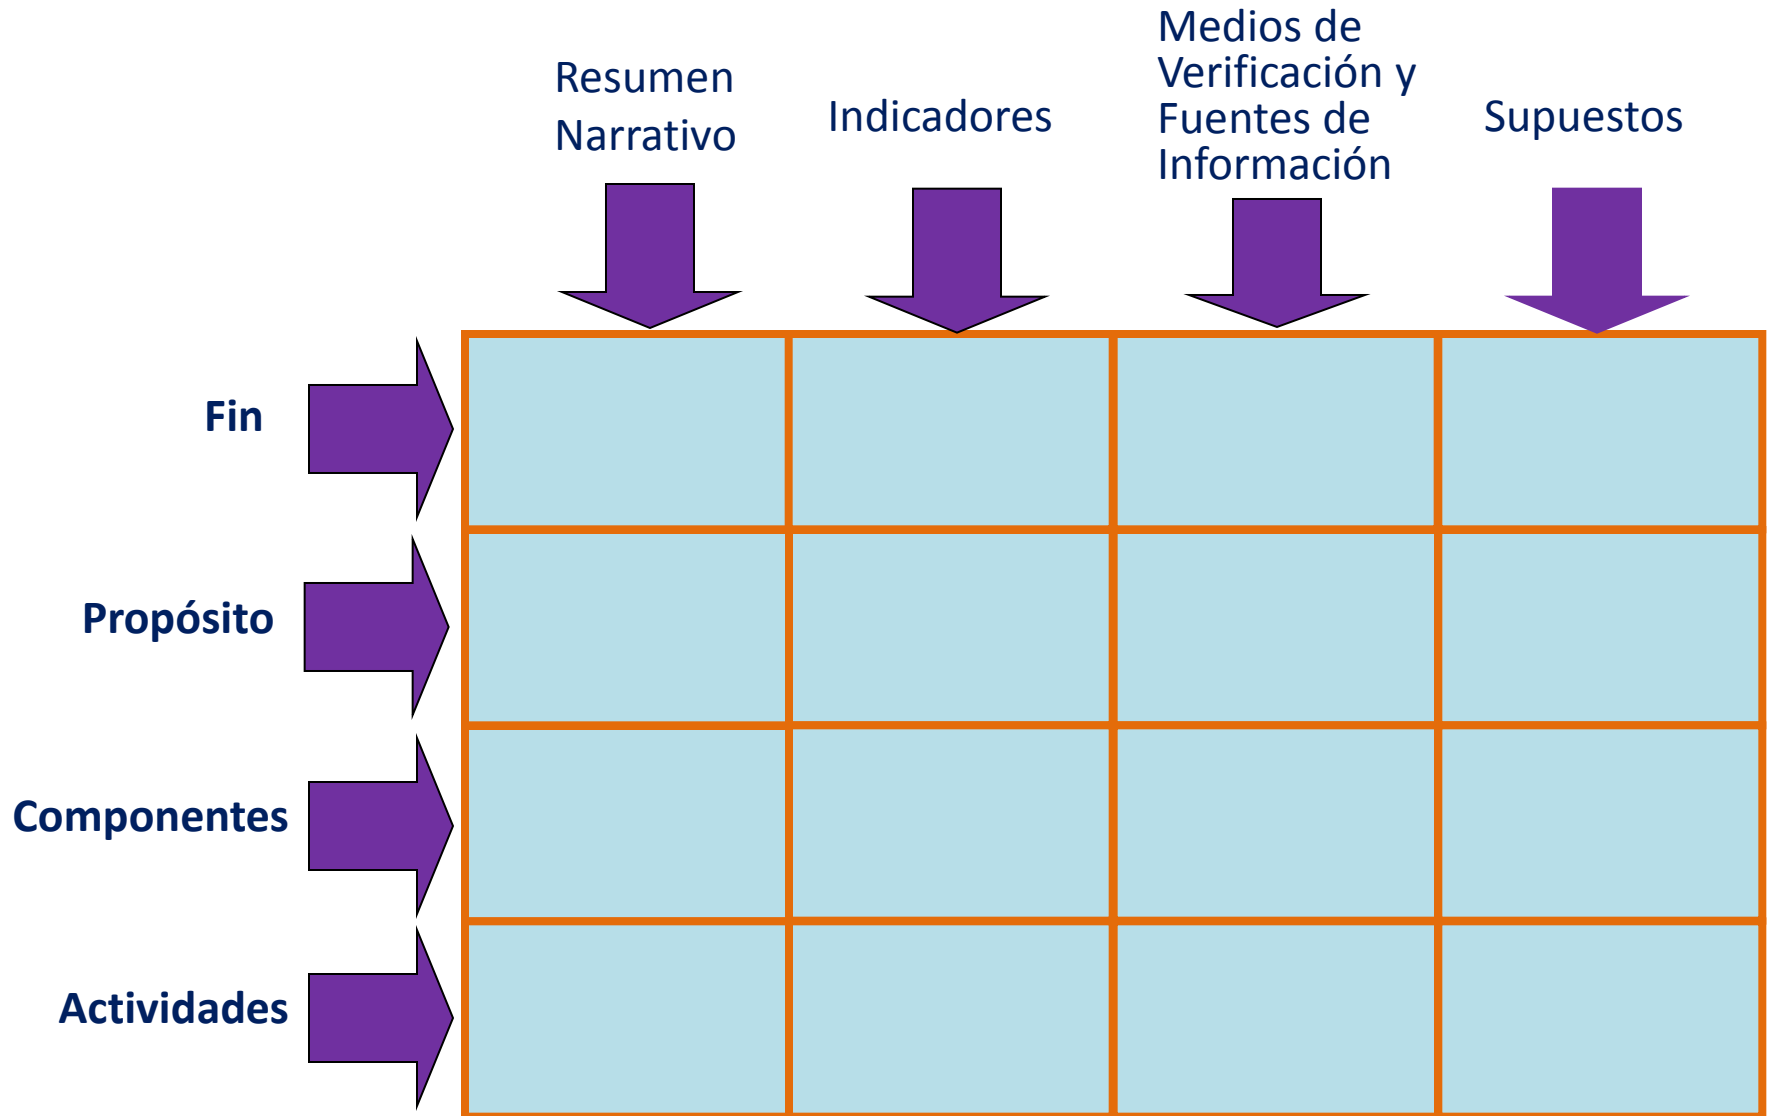 Resumen
Narrativo
Indicadores
Medios de
Verificación y
Fuentes de
Información
Supuestos
Fin
Propósito
Componentes
Actividades